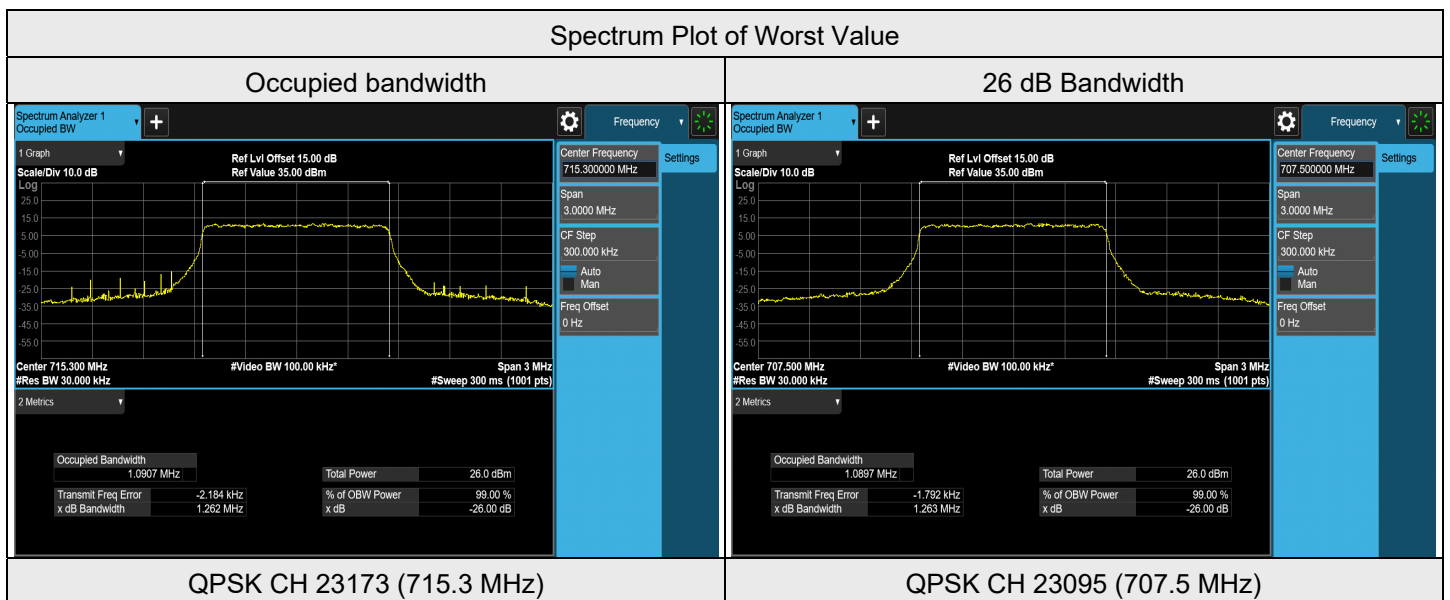 Spectrum Plot of Worst Value
Occupied bandwidth
26 dB Bandwidth
Spectrum Analyzer 1
Occupied BW
+
Frequency
1 Graph
Scale/Div 10.0 dB
Ref Lvl Offset 15.00 dB
Ref Value 35.00 dBm
Log
25.0
15.0
5.00
-5.00
-15.0
-25.0
-35.0
-45.0
-55.0
Center 715.300 MHz
#Video BW 100.00 kHz*
Span 3 MHz
#Res BW 30.000 kHz
#Sweep 300 ms (1001 pts)
Center Frequency
715.300000 MHz
Settings
Span
3.0000 MHz
CF Step
300.000 kHz
Auto
Man
Freq Offset
0 Hz
2 Metrics
Occupied Bandwidth
1.0907 MHz
Total Power 26.0 dBm
Transmit Freq Error -2.184 kHz
% of OBW Power 99.00 %
x dB Bandwidth 1.262 MHz
x dB -26.00 dB
Spectrum Analyzer 1
Occupied BW
+
Frequency
1 Graph
Scale/Div 10.0 dB
Ref Lvl Offset 15.00 dB
Ref Value 35.00 dBm
Log
25.0
15.0
5.00
-5.00
-15.0
-25.0
-35.0
-45.0
-55.0
Center 707.500 MHz
#Video BW 100.00 kHz*
Span 3 MHz
#Res BW 30.000 kHz
#Sweep 300 ms (1001 pts)
Center Frequency
707.500000 MHz
Settings
Span
3.0000 MHz
CF Step
300.000 kHz
Auto
Man
Freq Offset
0 Hz
2 Metrics
Occupied Bandwidth
1.0897 MHz
Total Power 26.0 dBm
Transmit Freq Error -1.792 kHz
% of OBW Power 99.00 %
x dB Bandwidth 1.263 MHz
x dB -26.00 dB
QPSK CH 23173 (715.3 MHz)
QPSK CH 23095 (707.5 MHz)